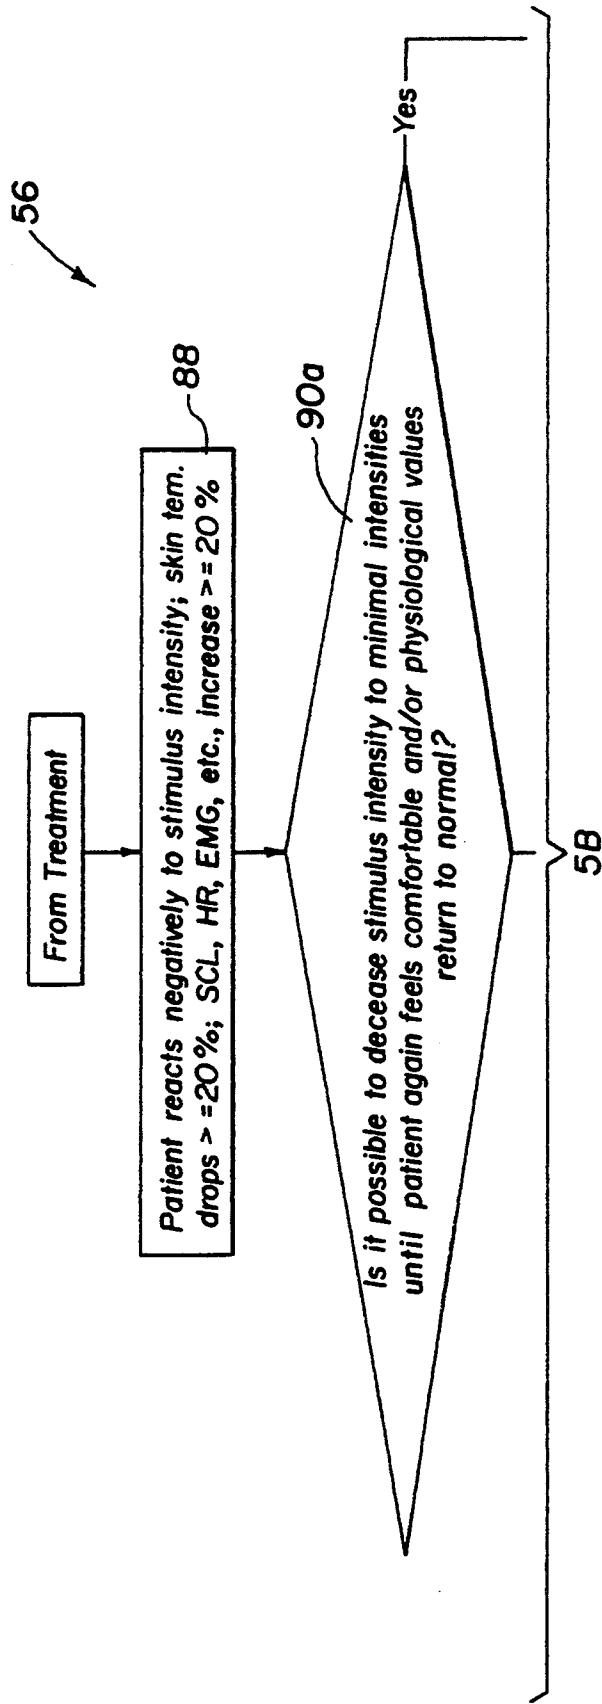 56
From Treatment
Patient reacts negatively to stimulus intensity; skin tem.
drops >=20%; SCL, HR, EMG, etc., increase >=20%
88
90a
Is it possible to decease stimulus intensity to minimal intensities
until patient again feels comfortable and/or physiological values
return to normal?
Yes
5B